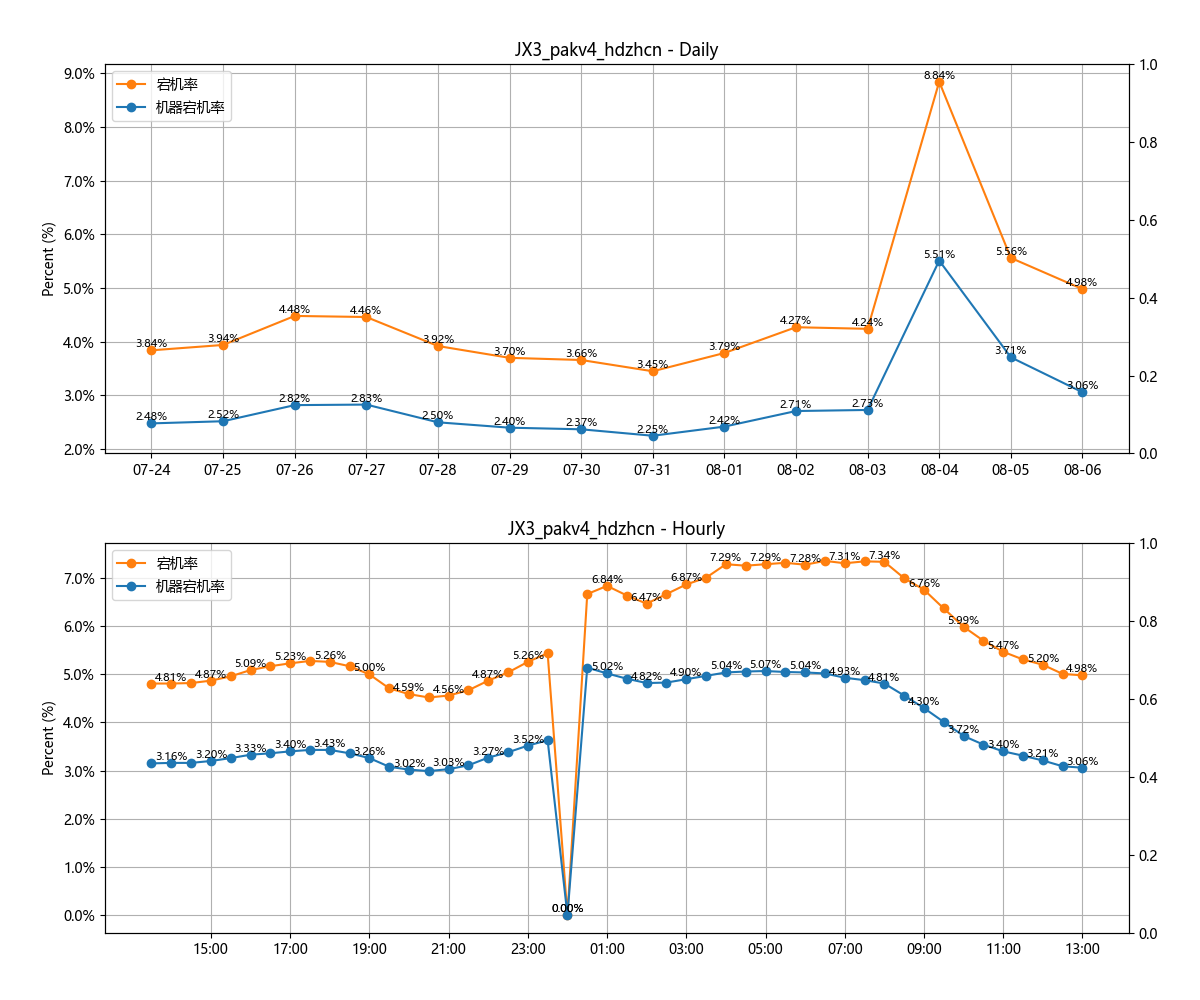 JX3_pakv4_hdzhcn - Daily
宕机率
机器宕机率
Percent (%)
9.0%
8.0%
7.0%
6.0%
5.0%
4.0%
3.0%
2.0%
1.0
0.8
0.6
0.4
0.2
0.0
3.84% 3.94% 4.48% 4.46% 3.92% 3.70% 3.66% 3.45% 3.79% 4.27% 4.24% 8.84% 5.56% 4.98%
2.48% 2.52% 2.82% 2.83% 2.50% 2.40% 2.37% 2.25% 2.42% 2.71% 2.73% 5.51% 3.71% 3.06%
07-24 07-25 07-26 07-27 07-28 07-29 07-30 07-31 08-01 08-02 08-03 08-04 08-05 08-06
JX3_pakv4_hdzhcn - Hourly
宕机率
机器宕机率
Percent (%)
7.0%
6.0%
5.0%
4.0%
3.0%
2.0%
1.0%
0.0%
1.0
0.8
0.6
0.4
0.2
0.0
4.81% 4.87% 5.09% 5.23% 5.26% 5.00% 4.59% 4.56% 4.87% 5.26% 0.00% 6.84% 6.47% 6.87% 7.29% 7.29% 7.28% 7.31% 7.34% 6.76% 5.99% 5.47% 5.20% 4.98%
3.16% 3.20% 3.33% 3.40% 3.43% 3.26% 3.02% 3.03% 3.27% 3.52% 0.00% 5.02% 4.82% 4.90% 5.04% 5.07% 5.04% 4.93% 4.81% 4.30% 3.72% 3.40% 3.21% 3.06%
15:00 17:00 19:00 21:00 23:00 01:00 03:00 05:00 07:00 09:00 11:00 13:00